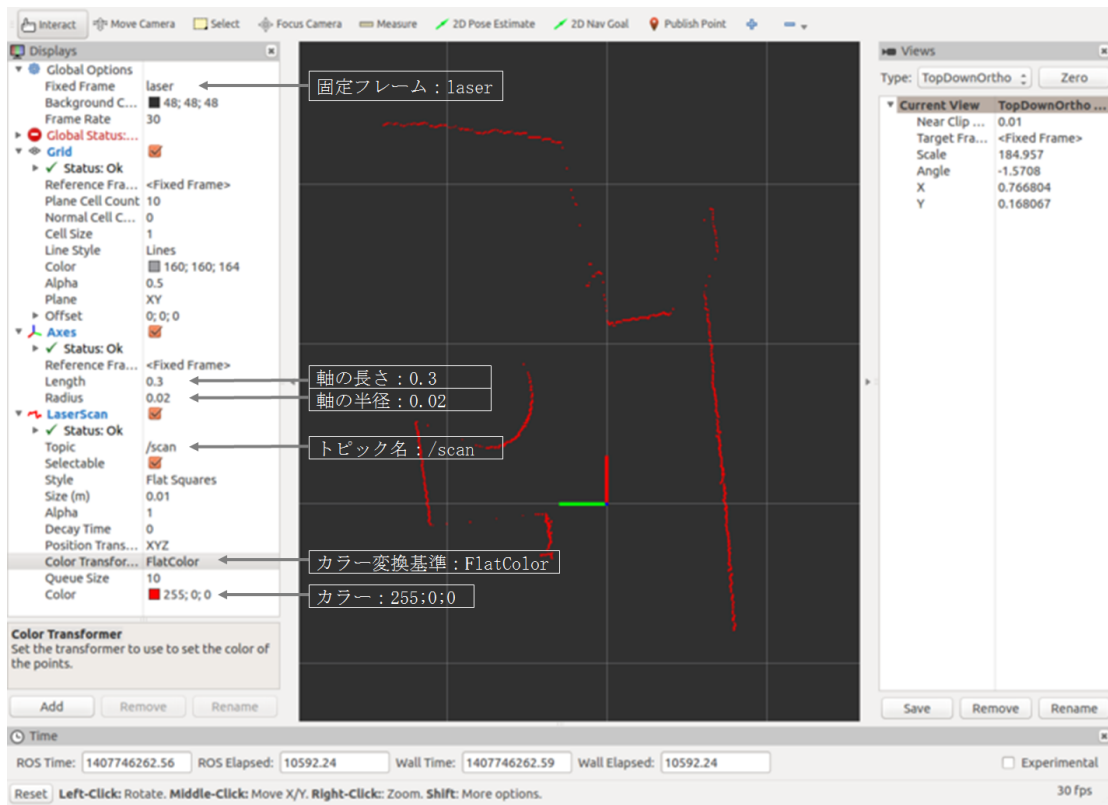 Interact Move Camera Select Focus Camera Measure 2D Pose Estimate 2D Nav Goal Publish Point
Displays
Global Options
Fixed Frame laser
Background C... 48; 48; 48
Frame Rate 30
Global Status:...
Grid
Status: Ok
Reference Fra... <Fixed Frame>
Plane Cell Count 10
Normal Cell C... 0
Cell Size 1
Line Style Lines
Color 160; 160; 164
Alpha 0.5
Plane XY
Offset 0; 0; 0
Axes
Status: Ok
Reference Fra... <Fixed Frame>
Length 0.3
Radius 0.02
LaserScan
Status: Ok
Topic /scan
Selectable
Style Flat Squares
Size (m) 0.01
Alpha 1
Decay Time 0
Position Trans... XYZ
Color Transfor... FlatColor
Queue Size 10
Color 255; 0; 0
Color Transformer
Set the transformer to use to set the color of
the points.
Add Remove Rename
固定フレーム：laser
軸の長さ：0.3
軸の半径：0.02
トピック名：/scan
カラー変換基準：FlatColor
カラー：255;0;0
Views
Type: TopDownOrtho Zero
Current View TopDownOrtho ...
Near Clip ... 0.01
Target Fra... <Fixed Frame>
Scale 184.957
Angle -1.5708
X 0.766804
Y 0.168067
Save Remove Rename
Time
ROS Time: 1407746262.56 ROS Elapsed: 10592.24 Wall Time: 1407746262.59 Wall Elapsed: 10592.24 Experimental
Reset Left-Click: Rotate. Middle-Click: Move X/Y. Right-Click:: Zoom. Shift: More options. 30 fps